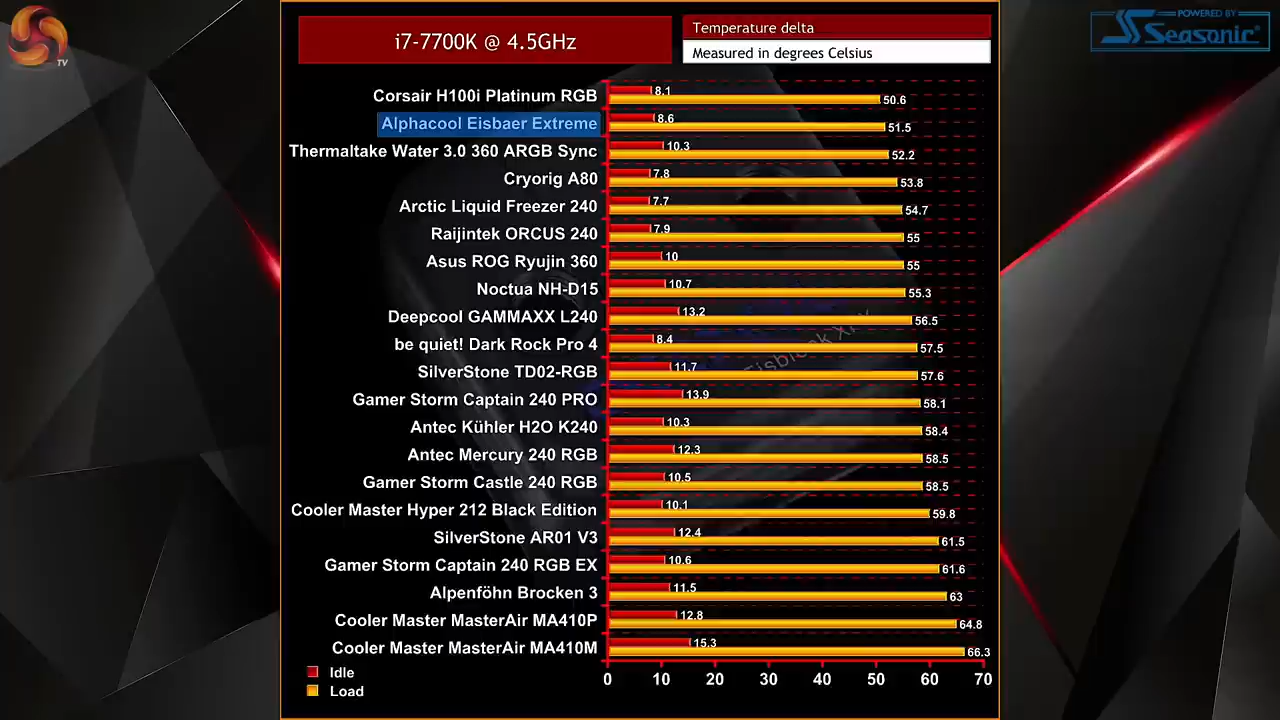 TV
i7-7700K @ 4.5GHz
Temperature delta
Measured in degrees Celsius
POWERED BY
Seasonic
Corsair H100i Platinum RGB 8.1 50.6
Alphacool Eisbaer Extreme 8.6 51.5
Thermaltake Water 3.0 360 ARGB Sync 10.3 52.2
Cryorig A80 7.8 53.8
Arctic Liquid Freezer 240 7.7 54.7
Raijintek ORCUS 240 7.9 55
Asus ROG Ryujin 360 10 55
Noctua NH-D15 10.7 55.3
Deepcool GAMMAXX L240 13.2 56.5
be quiet! Dark Rock Pro 4 8.4 57.5
SilverStone TD02-RGB 11.7 57.6
Gamer Storm Captain 240 PRO 13.9 58.1
Antec Kühler H2O K240 10.3 58.4
Antec Mercury 240 RGB 12.3 58.5
Gamer Storm Castle 240 RGB 10.5 58.5
Cooler Master Hyper 212 Black Edition 10.1 59.8
SilverStone AR01 V3 12.4 61.5
Gamer Storm Captain 240 RGB EX 10.6 61.6
Alpenföhn Brocken 3 11.5 63
Cooler Master MasterAir MA410P 12.8 64.8
Cooler Master MasterAir MA410M 15.3 66.3
0 10 20 30 40 50 60 70
Idle
Load